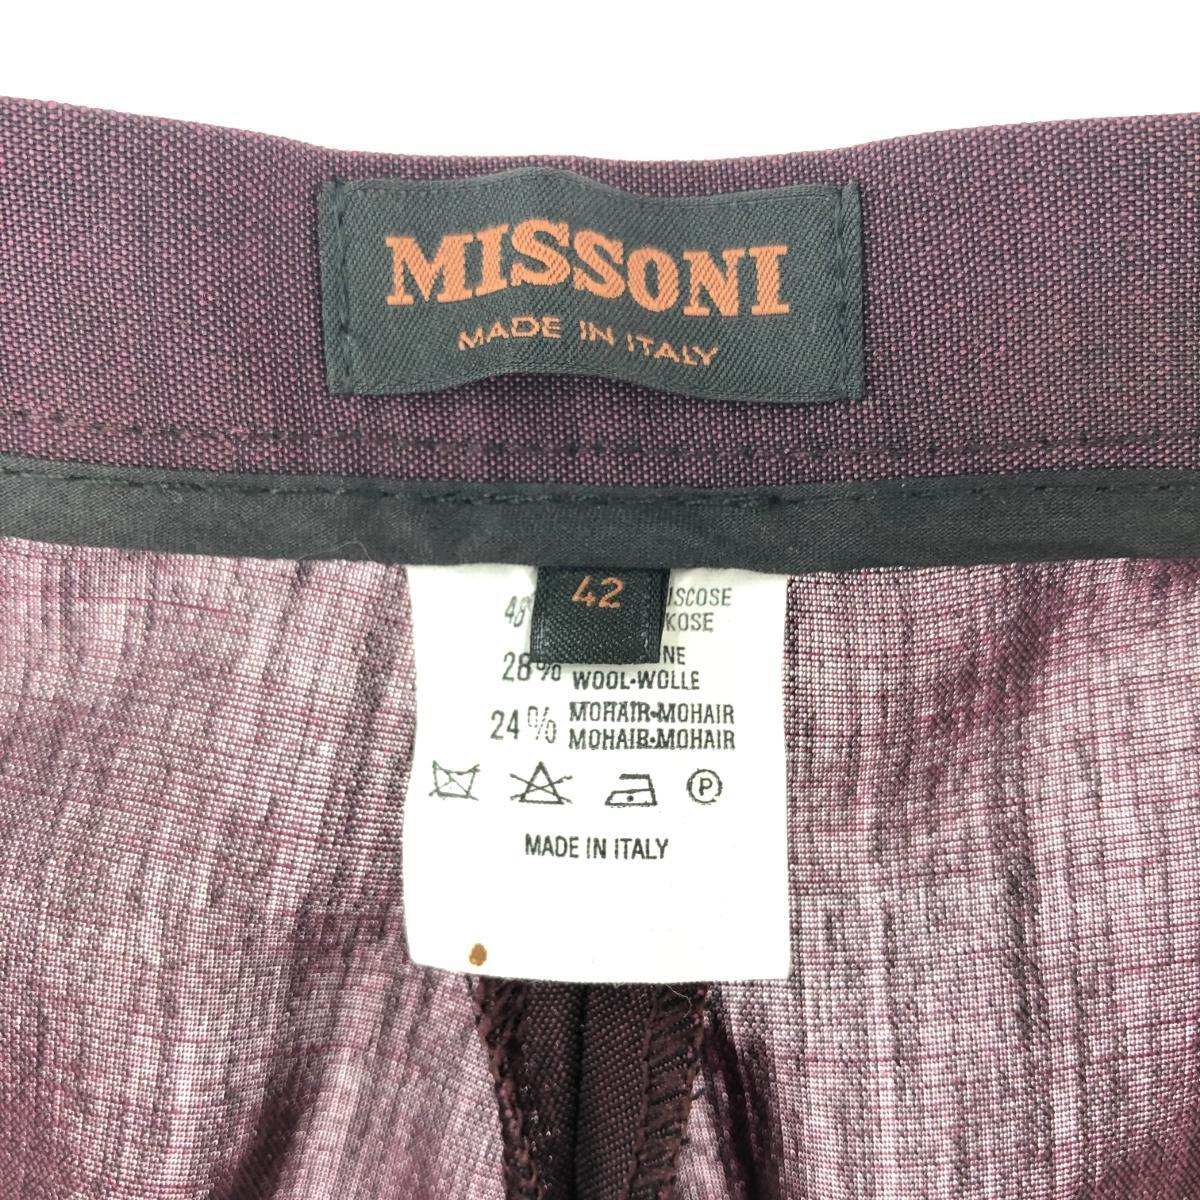 MISSONI
MADE IN ITALY
42
28% 
WOOL-WOLLE
24% MOHAIR-MOHAIR
MOHAIR-MOHAIR
P
MADE IN ITALY